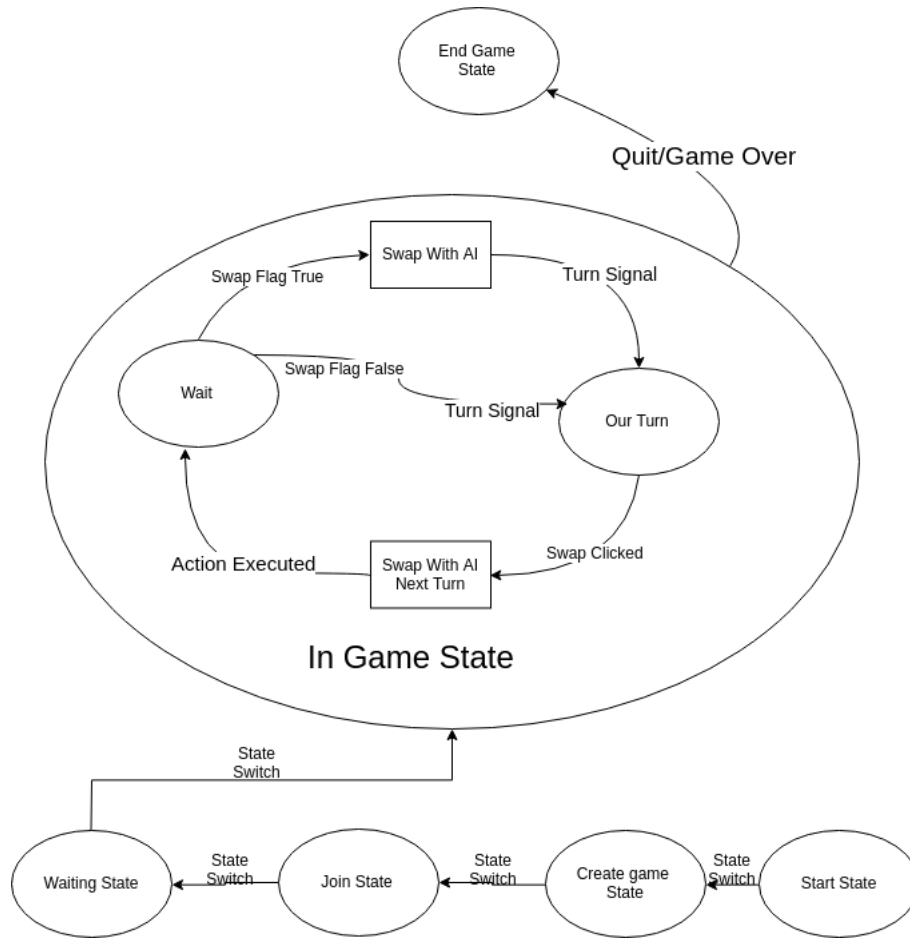 End Game
State
Quit/Game Over
Swap With AI
Swap Flag True
Turn Signal
Swap Flag False
Wait
Turn Signal
Our Turn
Swap Clicked
Action Executed
Swap With AI
Next Turn
In Game State
State
Switch
State
Switch
State
Switch
State
Switch
Waiting State
Join State
Create game
State
Start State